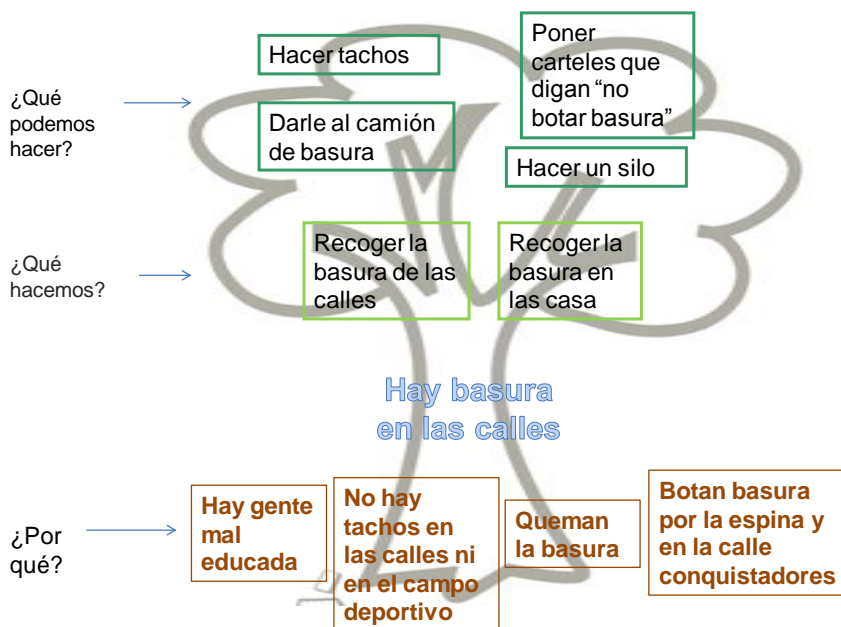 Hacer tachos
Poner
carteles que
digan “no
botar basura”
¿Qué
podemos
hacer?
Darle al camión
de basura
Hacer un silo
¿Qué
hacemos?
Recoger la
basura de las
calles
Recoger la
basura en
las casa
Hay basura
en las calles
¿Por
qué?
Hay gente
mal
educada
No hay
tachos en
las calles ni
en el campo
deportivo
Queman
la basura
Botan basura
por la espina y
en la calle
conquistadores